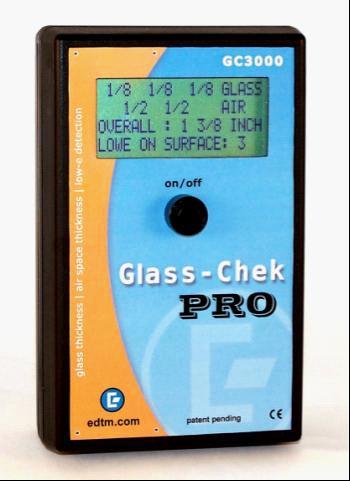 GC3000
1/8 1/8 1/8 GLASS
1/2 1/2 AIR
OVERALL : 1 3/8 INCH
LOWE ON SURFACE: 3
on/off
Glass-Chek
PRO
glass thickness | air space thickness | low-e detection
edtm.com
patent pending
CE